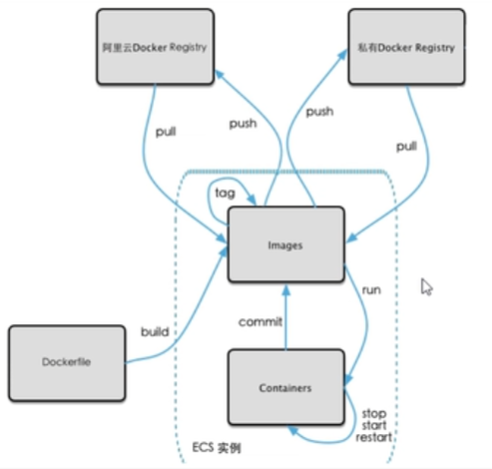 阿里云Docker Registry
私有Docker Registry
pull
push
push
pull
tag
Images
run
build
commit
Dockerfile
Containers
stop
start
restart
ECS 实例